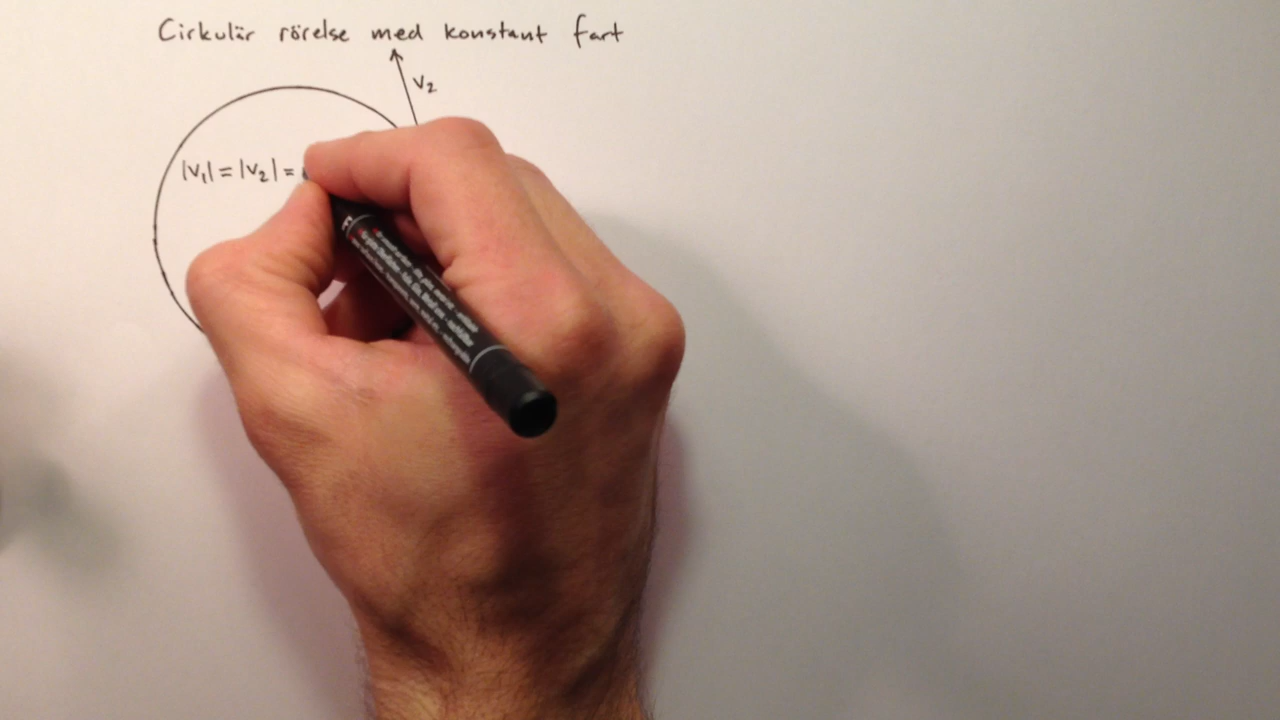 Cirkulär rörelse med konstant fart
v₂
|v₁| = |v₂| =